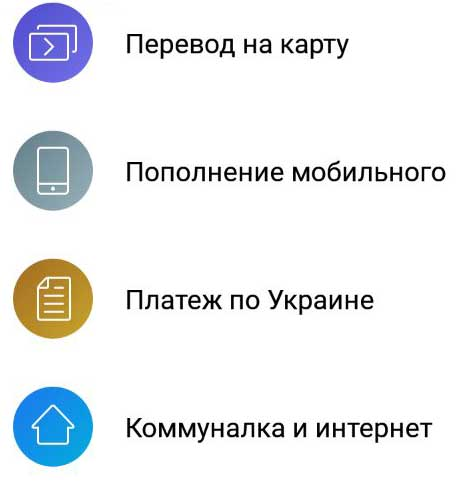 Перевод на карту
Пополнение мобильного
Платеж по Украине
Коммуналка и интернет